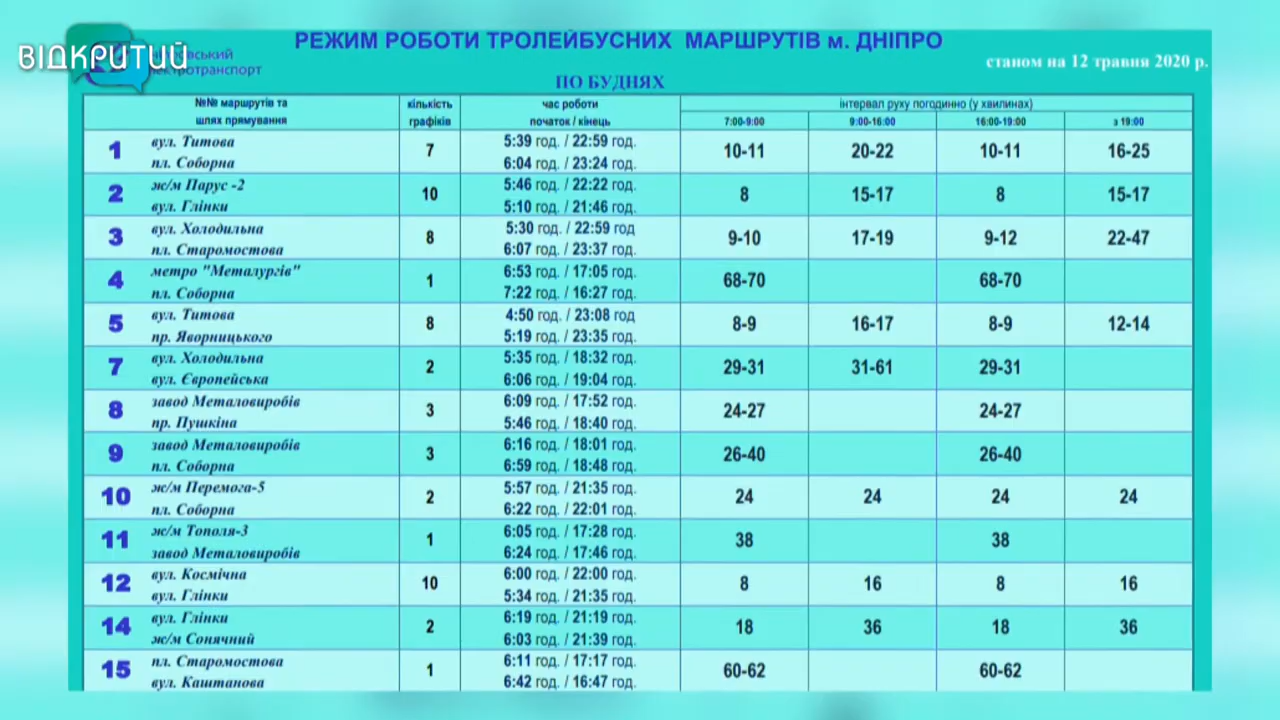 ВІДКРИТИЙ
РЕЖИМ РОБОТИ ТРОЛЕЙБУСНИХ МАРШРУТІВ м. ДНІПРО
станом на 12 травня 2020 р.
ПО БУДНЯХ
№№ маршрутів та шлях прямування кількість графіків час роботи початок / кінець інтервал руху погодинно (у хвилинах)
7:00-9:00 9:00-16:00 16:00-19:00 з 19:00
1 вул. Титова 7 5:39 год. / 22:59 год. 10-11 20-22 10-11 16-25
пл. Соборна 6:04 год. / 23:24 год.
2 ж/м Парус -2 10 5:46 год. / 22:22 год. 8 15-17 8 15-17
вул. Глінки 5:10 год. / 21:46 год.
3 вул. Холодильна 8 5:30 год. / 22:59 год 9-10 17-19 9-12 22-47
пл. Старомостова 6:07 год. / 23:37 год.
4 метро "Металургів" 1 6:53 год. / 17:05 год. 68-70 68-70
пл. Соборна 7:22 год. / 16:27 год.
5 вул. Титова 8 4:50 год. / 23:08 год 8-9 16-17 8-9 12-14
пр. Яворницького 5:19 год. / 23:35 год.
7 вул. Холодильна 2 5:35 год. / 18:32 год. 29-31 31-61 29-31
вул. Європейська 6:06 год. / 19:04 год.
8 завод Металовиробів 3 6:09 год. / 17:52 год. 24-27 24-27
пр. Пушкіна 5:46 год. / 18:40 год.
9 завод Металовиробів 3 6:16 год. / 18:01 год. 26-40 26-40
пл. Соборна 6:59 год. / 18:48 год.
10 ж/м Перемога-5 2 5:57 год. / 21:35 год. 24 24 24 24
пл. Соборна 6:22 год. / 22:01 год.
11 ж/м Тополя-3 1 6:05 год. / 17:28 год. 38 38
завод Металовиробів 6:24 год. / 17:46 год.
12 вул. Космічна 10 6:00 год. / 22:00 год. 8 16 8 16
вул. Глінки 5:34 год. / 21:35 год.
14 вул. Глінки 2 6:19 год. / 21:19 год. 18 36 18 36
ж/м Сонячний 6:03 год. / 21:39 год.
15 пл. Старомостова 1 6:11 год. / 17:17 год. 60-62 60-62
вул. Каштанова 6:42 год. / 16:47 год.